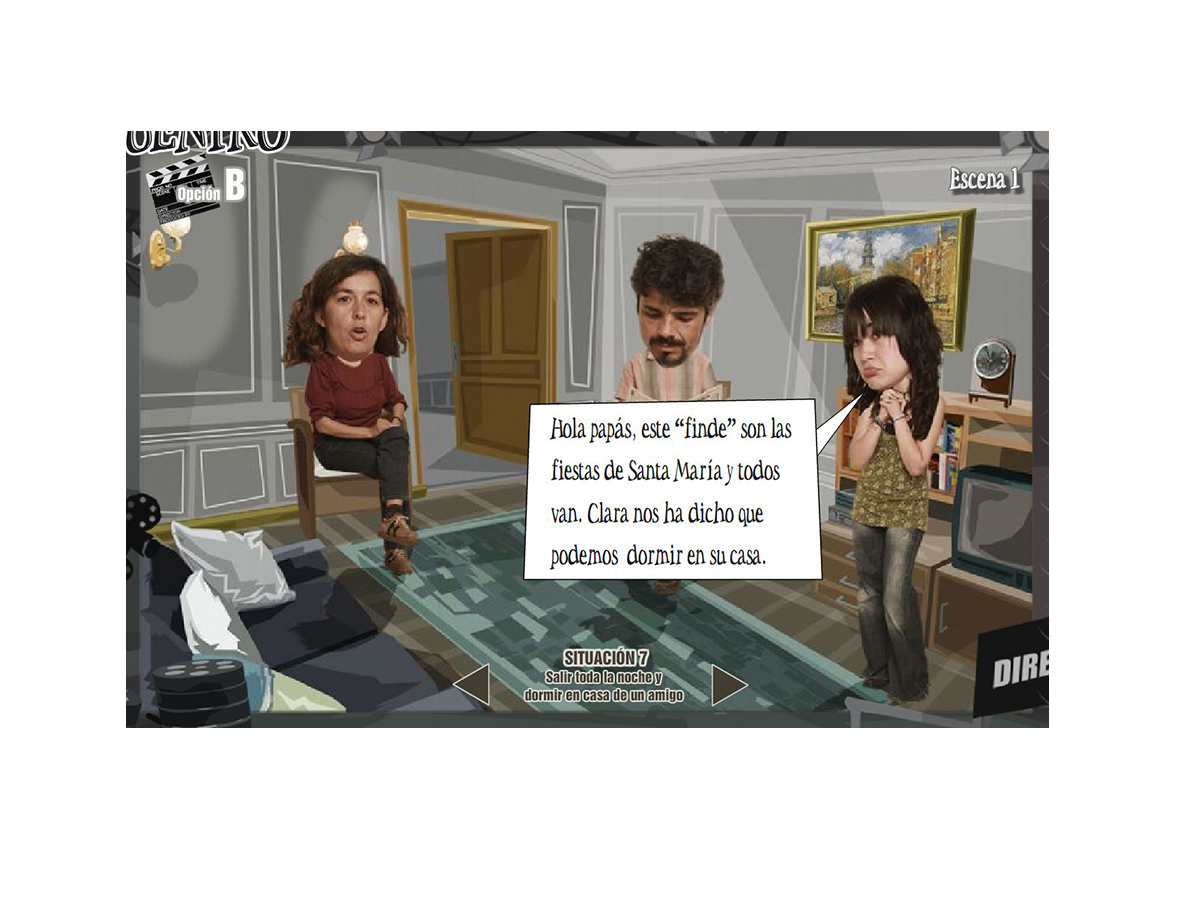 Opción B
Escena 1
Hola papás, este “finde” son las
fiestas de Santa María y todos
van. Clara nos ha dicho que
podemos dormir en su casa.
SITUACIÓN 7
Salir toda la noche y
dormir en casa de un amigo
DIRE